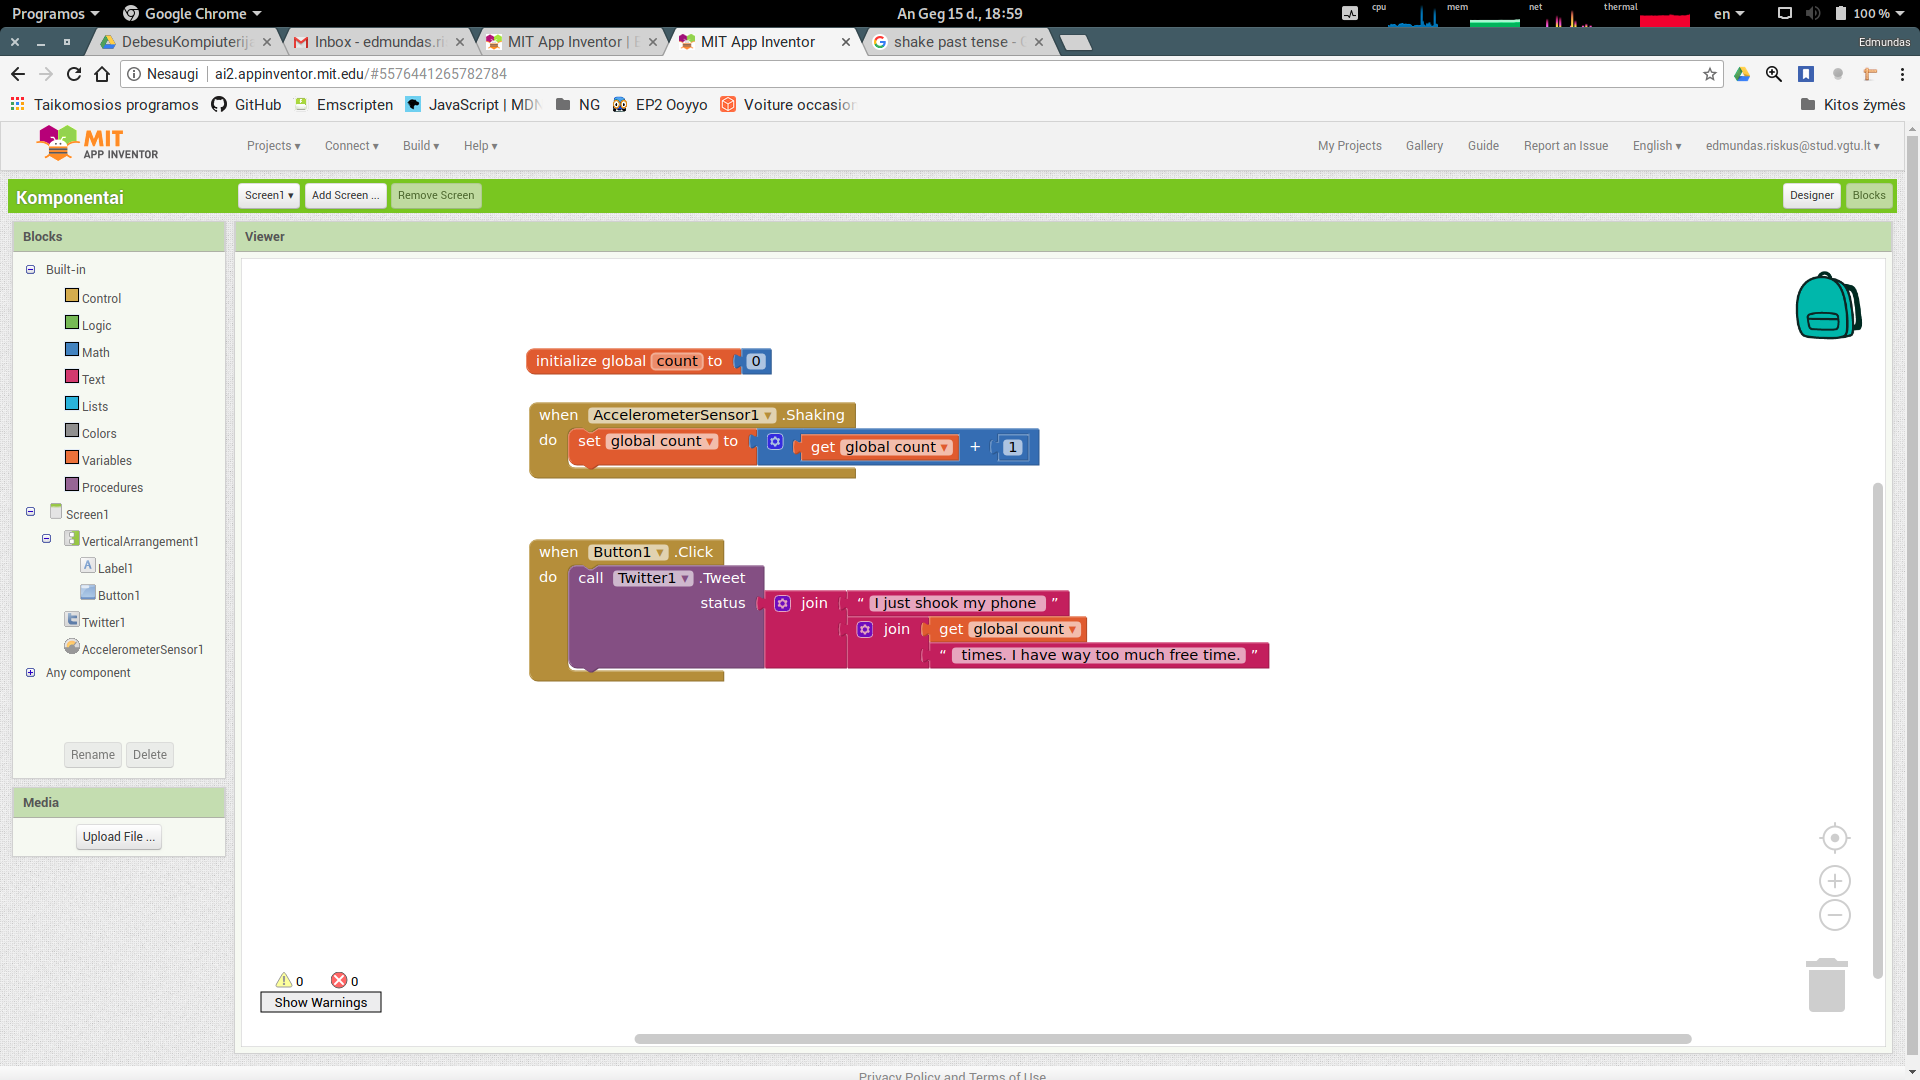 Programos Google Chrome An Geg 15 d., 18:59 cpu mem net thermal en 100 %
DebesuKompiuterij Inbox - edmundas.ri MIT App Inventor | MIT App Inventor shake past tense - Edmundas
Nesaugi ai2.appinventor.mit.edu/#5576441265782784
Taikomosios programos GitHub Emscripten JavaScript | MDN NG EP2 Ooyyo Voiture occasion Kitos žymės
MIT APP INVENTOR
Projects Connect Build Help My Projects Gallery Guide Report an Issue English edmundas.riskus@stud.vgtu.lt
Komponentai Screen1 Add Screen ... Remove Screen Designer Blocks
Blocks
Viewer
Built-in
Control
Logic
Math
Text
Lists
Colors
Variables
Procedures
Screen1
VerticalArrangement1
Label1
Button1
Twitter1
AccelerometerSensor1
Any component
Rename Delete
Media
Upload File ...
initialize global count to 0
when AccelerometerSensor1 .Shaking
do set global count to get global count + 1
when Button1 .Click
do call Twitter1 .Tweet
status join “ I just shook my phone ”
join get global count
“ times. I have way too much free time. ”
0 0
Show Warnings
Privacy Policy and Terms of Use